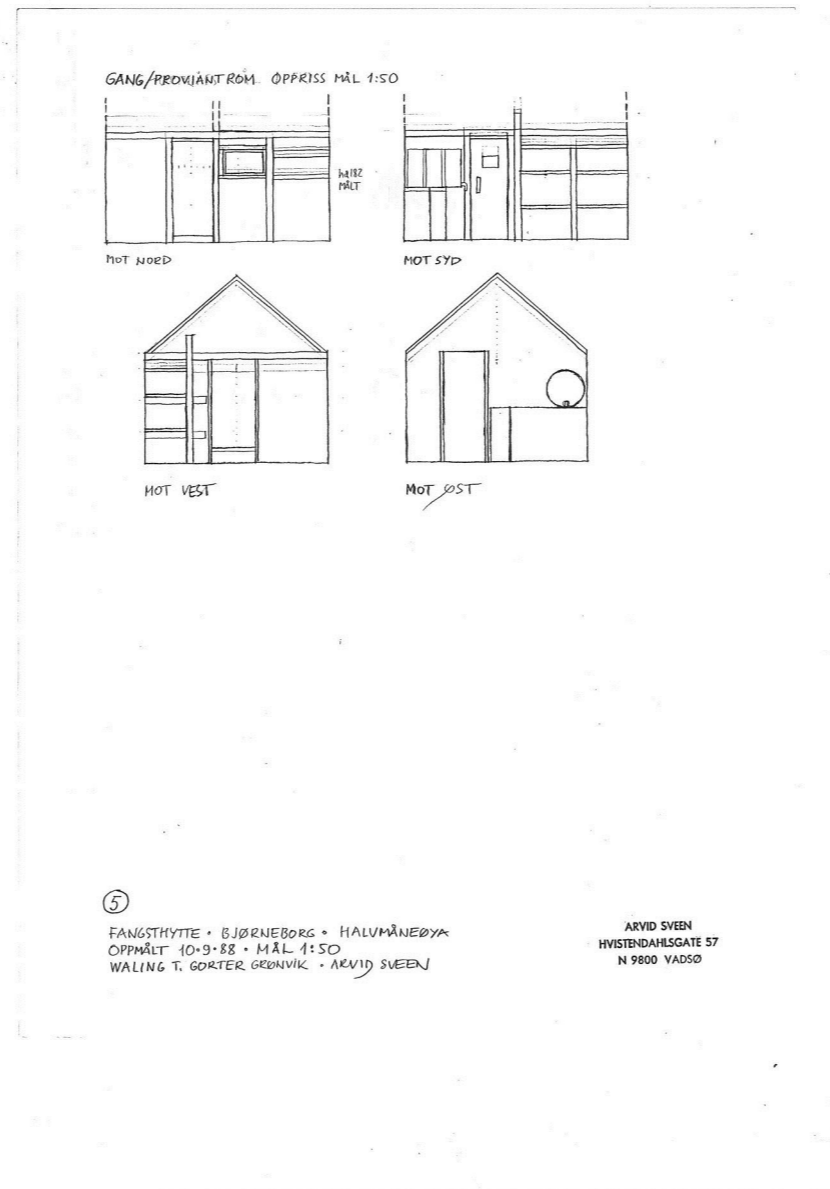 GANG/PROVIANTROM OPPRISS MÅL 1:50
MÅLT
MOT NORD
MOT SYD
MOT VEST
MOT ØST
5
FANGSTHYTTE • BJØRNEBORG • HALVMÅNEØYA
OPPMÅLT 10•9•88 • MÅL 1:50
WALING T. GORTER GRØNVIK • ARVID SVEEN
ARVID SVEEN
HVISTENDAHLSGATE 57
N 9800 VADSØ